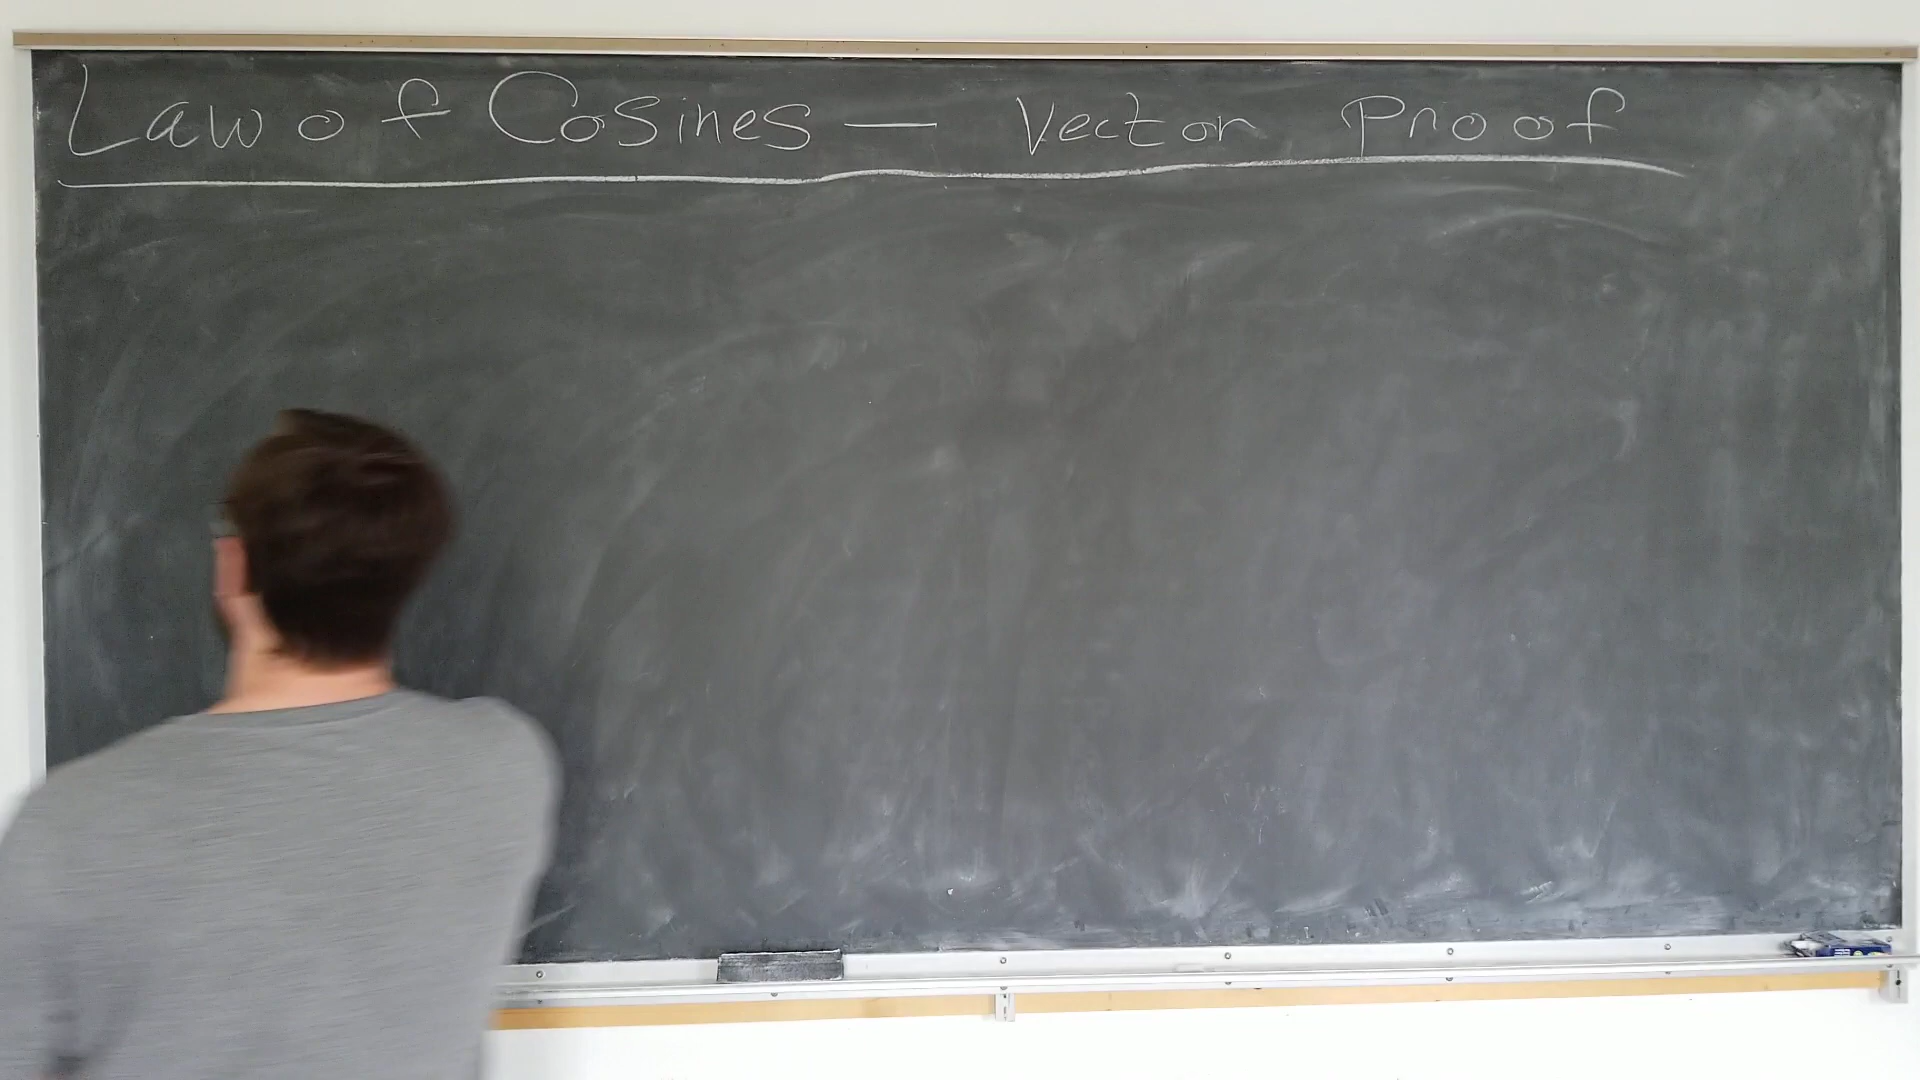 Law of Cosines — Vector Proof